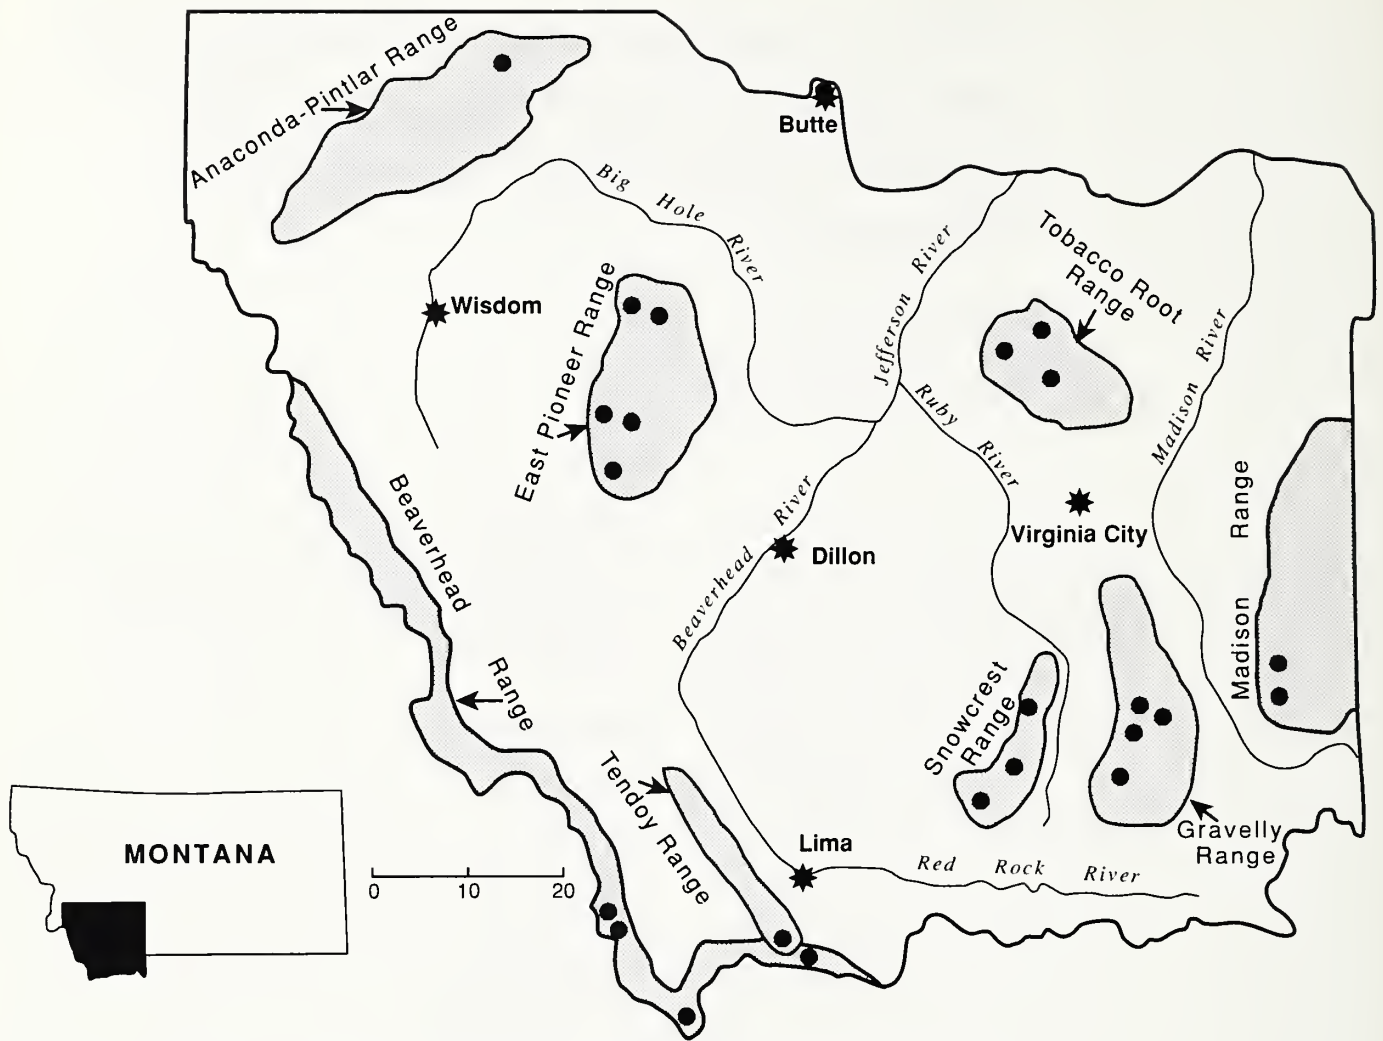 Anaconda-Pintlar Range
Butte
Big Hole River
Wisdom
East Pioneer Range
Jefferson River
Tobacco Root
Range
Madison River
Ruby River
Beaverhead Range
Beaverhead River
Dillon
Virginia City
Madison Range
Snowcrest
Range
Tendoy Range
Gravelly
Range
Lima
Red Rock River
MONTANA
0 10 20